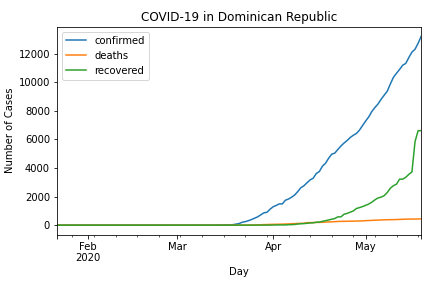 COVID-19 in Dominican Republic
confirmed
deaths
recovered
Number of Cases
12000
10000
8000
6000
4000
2000
0
Feb
2020
Mar
Apr
May
Day